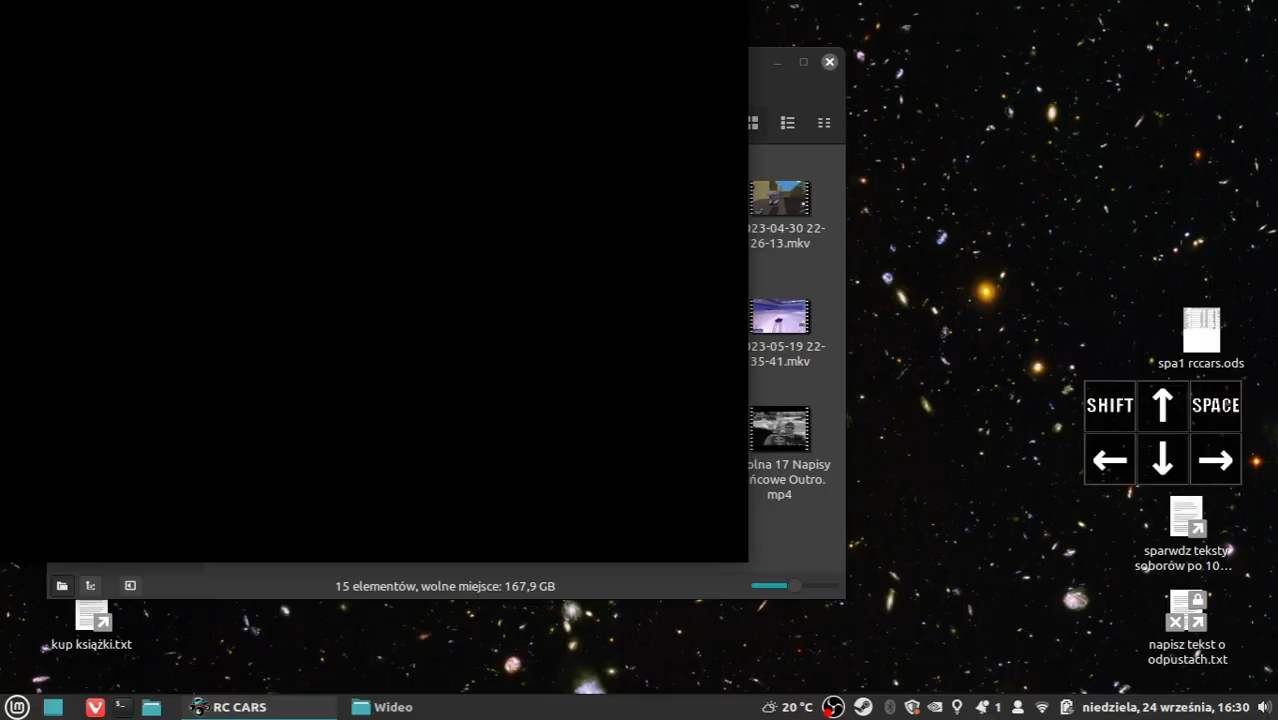 023-04-30 22-
26-13.mkv
023-05-19 22-
35-41.mkv
olna 17 Napisy
ńcowe Outro.
mp4
spa1 rccars.ods
SHIFT
SPACE
sparwdz teksty
soborów po 10...
napisz tekst o
odpustach.txt
15 elementów, wolne miejsce: 167,9 GB
kup książki.txt
RC CARS
Wideo
20 °C
1
niedziela, 24 września, 16:30